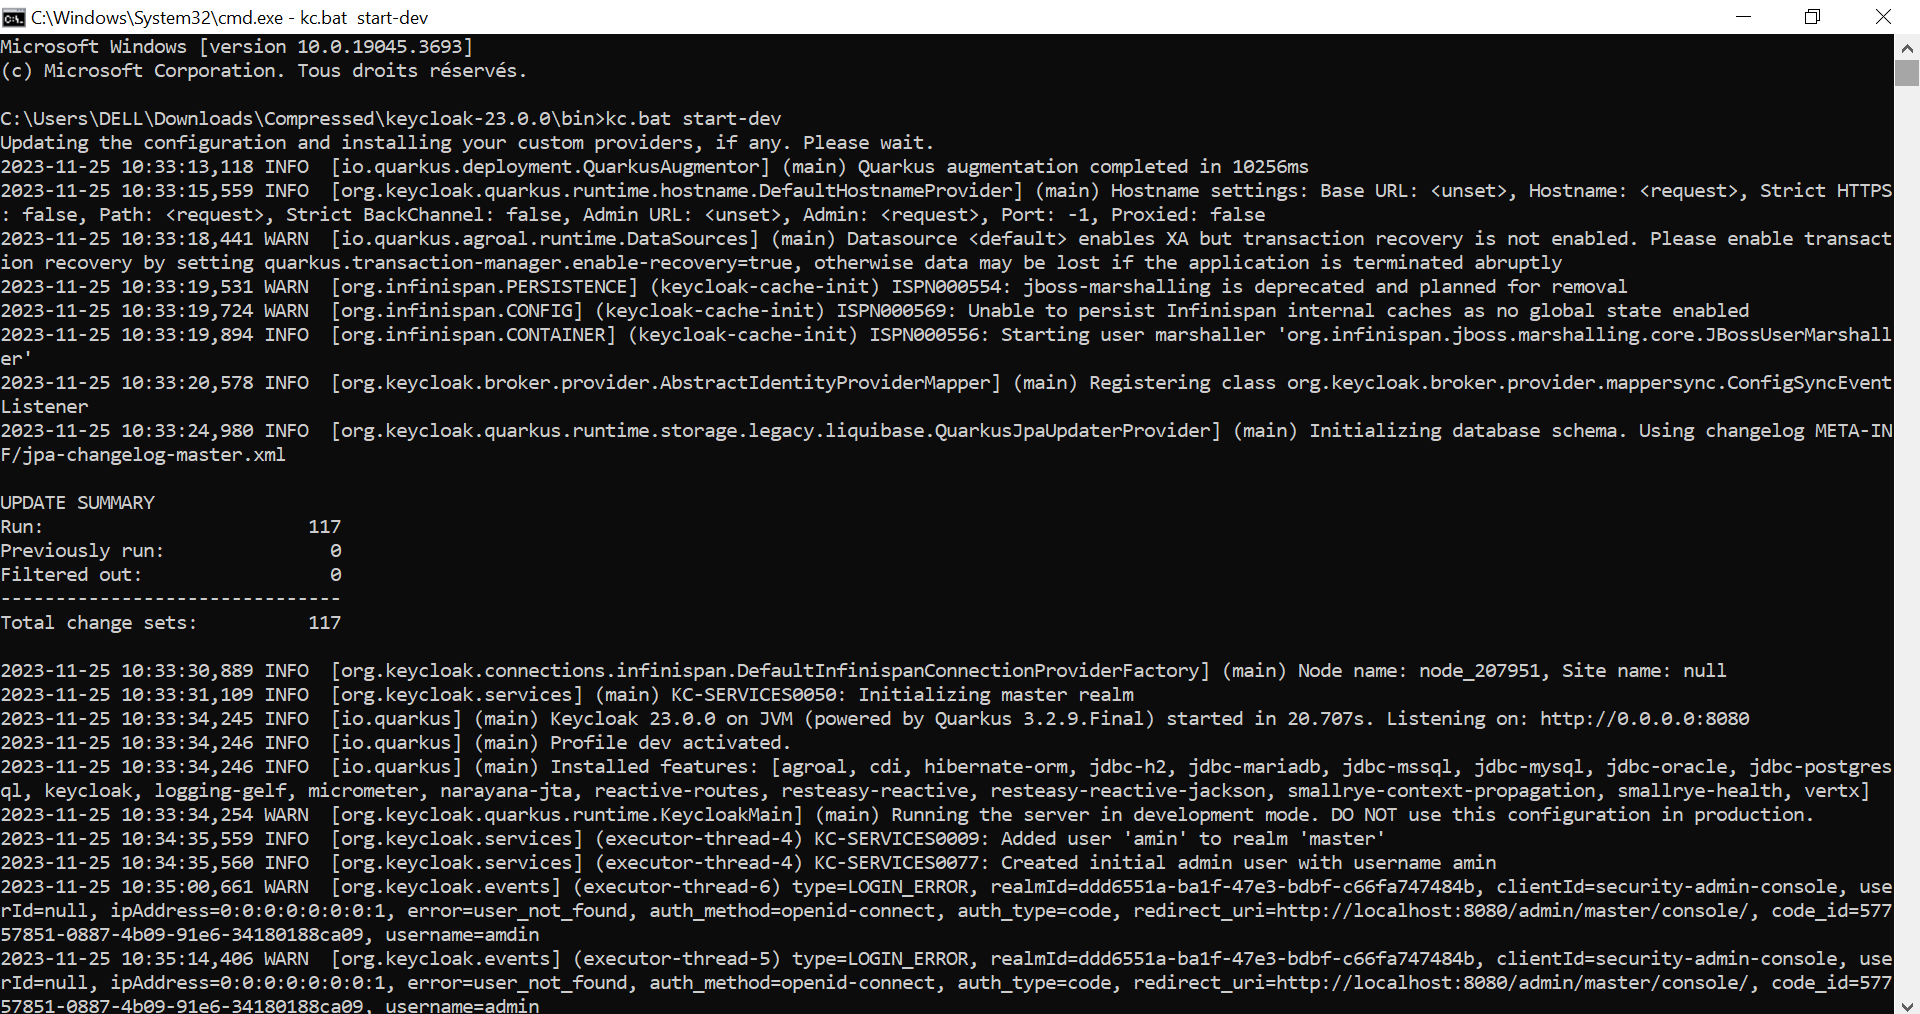 C:\Windows\System32\cmd.exe - kc.bat  start-dev
Microsoft Windows [version 10.0.19045.3693]
(c) Microsoft Corporation. Tous droits réservés.
C:\Users\DELL\Downloads\Compressed\keycloak-23.0.0\bin>kc.bat start-dev
Updating the configuration and installing your custom providers, if any. Please wait.
2023-11-25 10:33:13,118 INFO  [io.quarkus.deployment.QuarkusAugmentor] (main) Quarkus augmentation completed in 10256ms
2023-11-25 10:33:15,559 INFO  [org.keycloak.quarkus.runtime.hostname.DefaultHostnameProvider] (main) Hostname settings: Base URL: <unset>, Hostname: <request>, Strict HTTPS
: false, Path: <request>, Strict BackChannel: false, Admin URL: <unset>, Admin: <request>, Port: -1, Proxied: false
2023-11-25 10:33:18,441 WARN  [io.quarkus.agroal.runtime.DataSources] (main) Datasource <default> enables XA but transaction recovery is not enabled. Please enable transact
ion recovery by setting quarkus.transaction-manager.enable-recovery=true, otherwise data may be lost if the application is terminated abruptly
2023-11-25 10:33:19,531 WARN  [org.infinispan.PERSISTENCE] (keycloak-cache-init) ISPN000554: jboss-marshalling is deprecated and planned for removal
2023-11-25 10:33:19,724 WARN  [org.infinispan.CONFIG] (keycloak-cache-init) ISPN000569: Unable to persist Infinispan internal caches as no global state enabled
2023-11-25 10:33:19,894 INFO  [org.infinispan.CONTAINER] (keycloak-cache-init) ISPN000556: Starting user marshaller 'org.infinispan.jboss.marshalling.core.JBossUserMarshall
er'
2023-11-25 10:33:20,578 INFO  [org.keycloak.broker.provider.AbstractIdentityProviderMapper] (main) Registering class org.keycloak.broker.provider.mappersync.ConfigSyncEvent
Listener
2023-11-25 10:33:24,980 INFO  [org.keycloak.quarkus.runtime.storage.legacy.liquibase.QuarkusJpaUpdaterProvider] (main) Initializing database schema. Using changelog META-IN
F/jpa-changelog-master.xml
UPDATE SUMMARY
Run:                        117
Previously run:               0
Filtered out:                 0
-------------------------------
Total change sets:          117
2023-11-25 10:33:30,889 INFO  [org.keycloak.connections.infinispan.DefaultInfinispanConnectionProviderFactory] (main) Node name: node_207951, Site name: null
2023-11-25 10:33:31,109 INFO  [org.keycloak.services] (main) KC-SERVICES0050: Initializing master realm
2023-11-25 10:33:34,245 INFO  [io.quarkus] (main) Keycloak 23.0.0 on JVM (powered by Quarkus 3.2.9.Final) started in 20.707s. Listening on: http://0.0.0.0:8080
2023-11-25 10:33:34,246 INFO  [io.quarkus] (main) Profile dev activated.
2023-11-25 10:33:34,246 INFO  [io.quarkus] (main) Installed features: [agroal, cdi, hibernate-orm, jdbc-h2, jdbc-mariadb, jdbc-mssql, jdbc-mysql, jdbc-oracle, jdbc-postgres
ql, keycloak, logging-gelf, micrometer, narayana-jta, reactive-routes, resteasy-reactive, resteasy-reactive-jackson, smallrye-context-propagation, smallrye-health, vertx]
2023-11-25 10:33:34,254 WARN  [org.keycloak.quarkus.runtime.KeycloakMain] (main) Running the server in development mode. DO NOT use this configuration in production.
2023-11-25 10:34:35,559 INFO  [org.keycloak.services] (executor-thread-4) KC-SERVICES0009: Added user 'amin' to realm 'master'
2023-11-25 10:34:35,560 INFO  [org.keycloak.services] (executor-thread-4) KC-SERVICES0077: Created initial admin user with username amin
2023-11-25 10:35:00,661 WARN  [org.keycloak.events] (executor-thread-6) type=LOGIN_ERROR, realmId=ddd6551a-ba1f-47e3-bdbf-c66fa747484b, clientId=security-admin-console, use
rId=null, ipAddress=0:0:0:0:0:0:0:1, error=user_not_found, auth_method=openid-connect, auth_type=code, redirect_uri=http://localhost:8080/admin/master/console/, code_id=577
57851-0887-4b09-91e6-34180188ca09, username=amdin
2023-11-25 10:35:14,406 WARN  [org.keycloak.events] (executor-thread-5) type=LOGIN_ERROR, realmId=ddd6551a-ba1f-47e3-bdbf-c66fa747484b, clientId=security-admin-console, use
rId=null, ipAddress=0:0:0:0:0:0:0:1, error=user_not_found, auth_method=openid-connect, auth_type=code, redirect_uri=http://localhost:8080/admin/master/console/, code_id=577
57851-0887-4b09-91e6-34180188ca09, username=admin